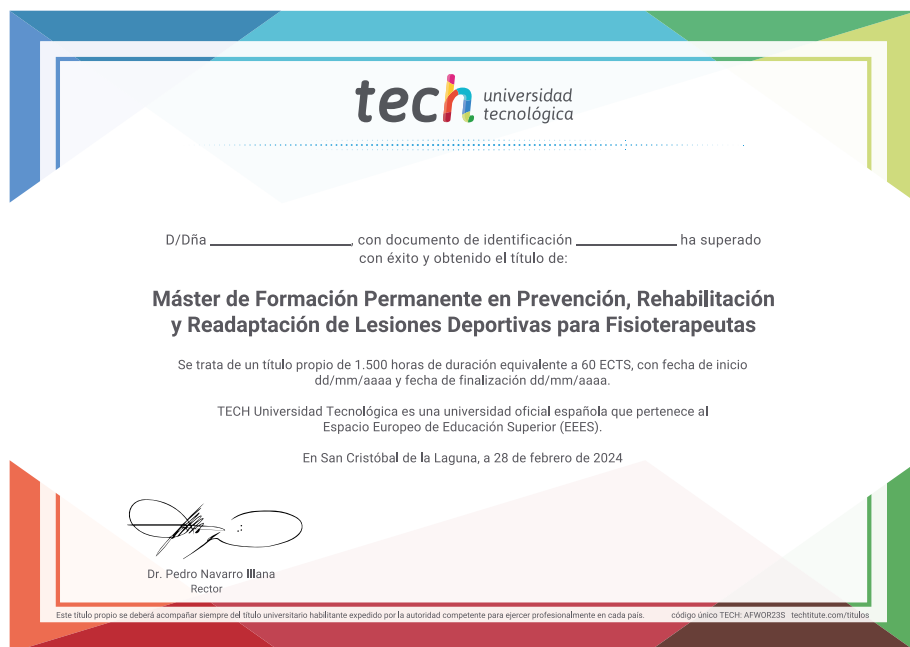 tech universidad
tecnológica
D/Dña ______________, con documento de identificación __________ ha superado
con éxito y obtenido el título de:
Máster de Formación Permanente en Prevención, Rehabilitación
y Readaptación de Lesiones Deportivas para Fisioterapeutas
Se trata de un título propio de 1.500 horas de duración equivalente a 60 ECTS, con fecha de inicio
dd/mm/aaaa y fecha de finalización dd/mm/aaaa.
TECH Universidad Tecnológica es una universidad oficial española que pertenece al
Espacio Europeo de Educación Superior (EEES).
En San Cristóbal de la Laguna, a 28 de febrero de 2024
Dr. Pedro Navarro Illana
Rector
Este título propio se deberá acompañar siempre del título universitario habilitante expedido por la autoridad competente para ejercer profesionalmente en cada país. código único TECH: AFWOR23S techtitute.com/titulos